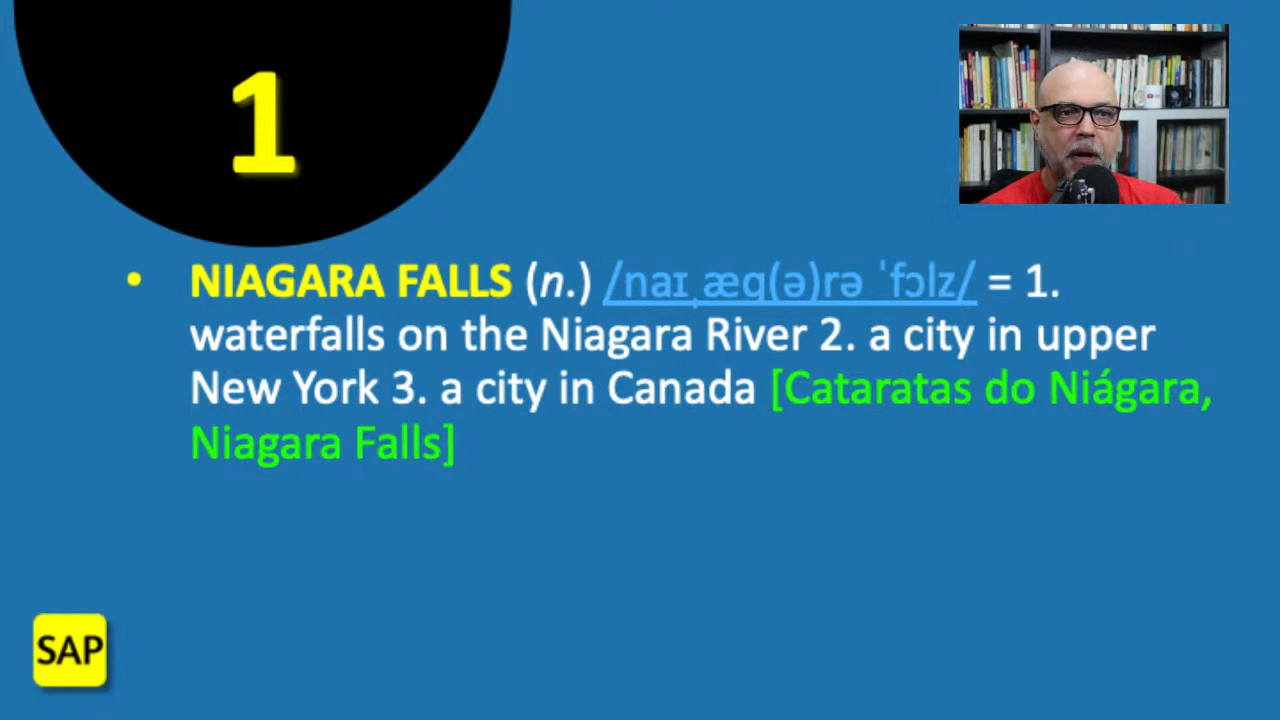 1
• NIAGARA FALLS (n.) /naɪˌæɡ(ə)rə ˈfɔlz/ = 1.
waterfalls on the Niagara River 2. a city in upper
New York 3. a city in Canada [Cataratas do Niágara,
Niagara Falls]
SAP